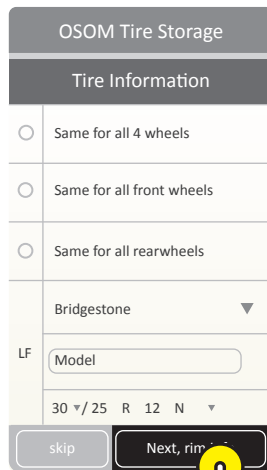 OSOM Tire Storage
Tire Information
Same for all 4 wheels
Same for all front wheels
Same for all rearwheels
Bridgestone
LF
Model
30 / 25 R 12 N
skip
Next, rim